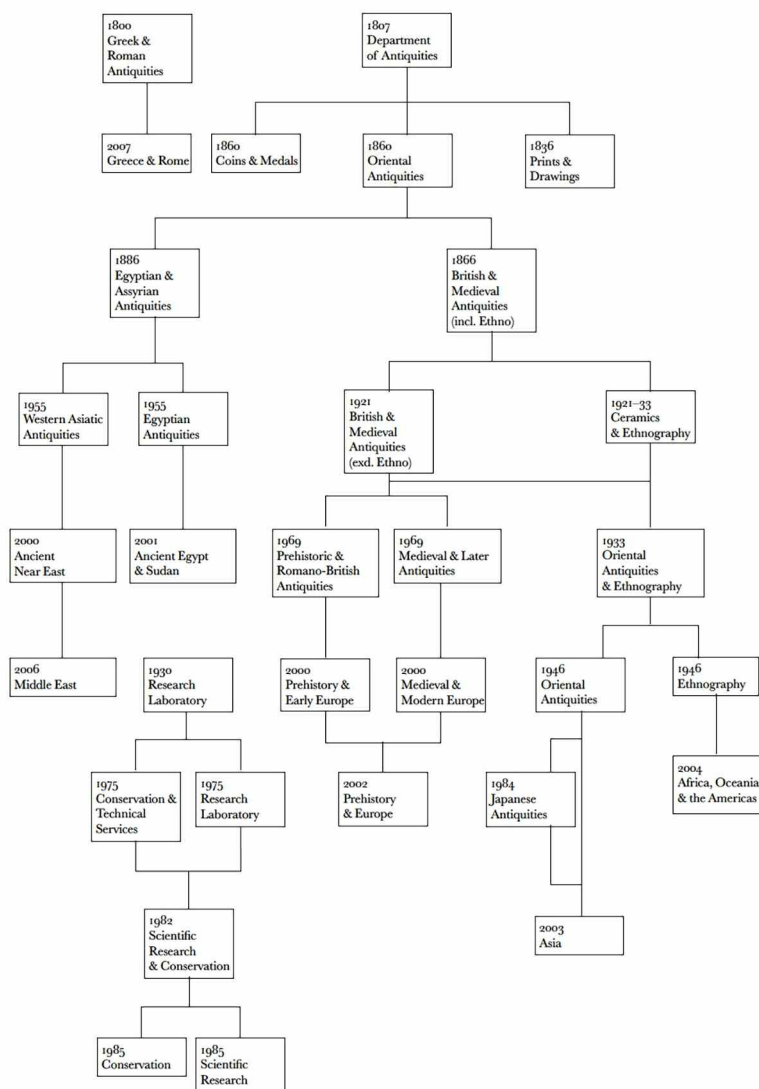 1800
Greek &
Roman
Antiquities
1807
Department
of Antiquities
2007
Greece & Rome
1860
Coins & Medals
1860
Oriental
Antiquities
1836
Prints &
Drawings
1886
Egyptian &
Assyrian
Antiquities
1866
British &
Medieval
Antiquities
(incl. Ethno)
1955
Western Asiatic
Antiquities
1955
Egyptian
Antiquities
1921
British &
Medieval
Antiquities
(exd. Ethno)
1921–33
Ceramics
& Ethnography
2000
Ancient
Near East
2001
Ancient Egypt
& Sudan
1969
Prehistoric &
Romano-British
Antiquities
1969
Medieval & Later
Antiquities
1933
Oriental
Antiquities
& Ethnography
2006
Middle East
1930
Research
Laboratory
2000
Prehistory &
Early Europe
2000
Medieval &
Modern Europe
1946
Oriental
Antiquities
1946
Ethnography
1975
Conservation &
Technical
Services
1975
Research
Laboratory
2002
Prehistory
& Europe
1984
Japanese
Antiquities
2004
Africa, Oceania
& the Americas
1982
Scientific
Research
& Conservation
2003
Asia
1985
Conservation
1985
Scientific
Research